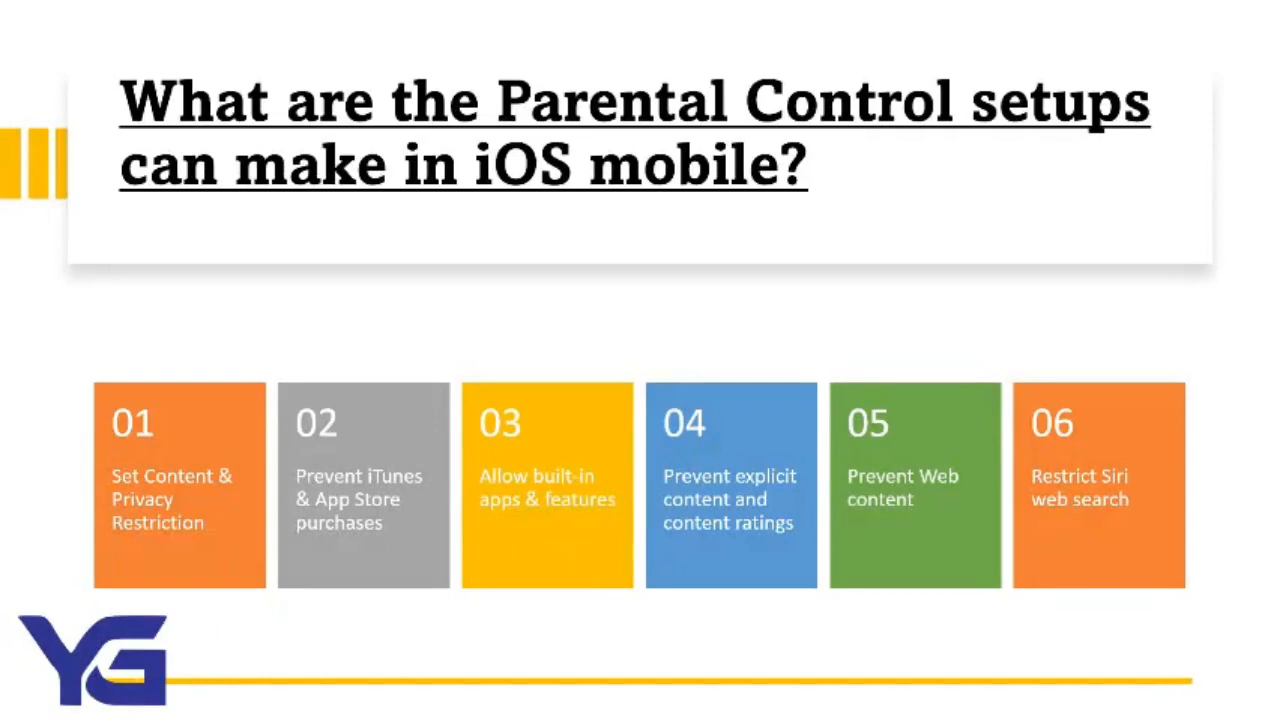 What are the Parental Control setups
can make in iOS mobile?
01
Set Content &
Privacy
Restriction
02
Prevent iTunes
& App Store
purchases
03
Allow built-in
apps & features
04
Prevent explicit
content and
content ratings
05
Prevent Web
content
06
Restrict Siri
web search
YG